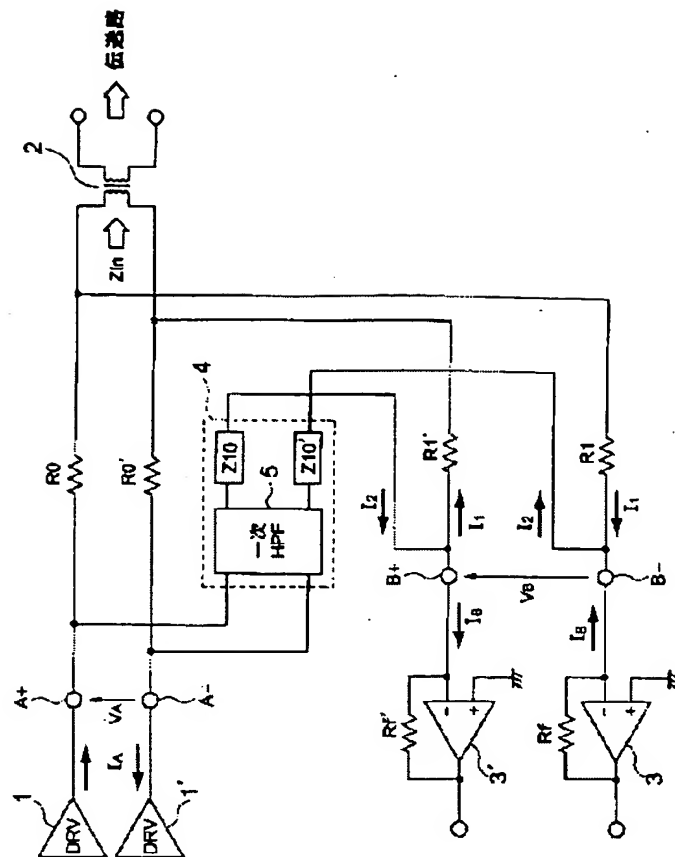 伝送路
2
Zin
4
R0
R0'
Z10
Z10'
5
一次
HPF
R1'
R1
I2
I1
I2
I1
A+
VA
A-
B+
VB
B-
IA
IB
IB
1
DRV
1'
DRV
Rf'
-
+
3'
Rf
-
+
3